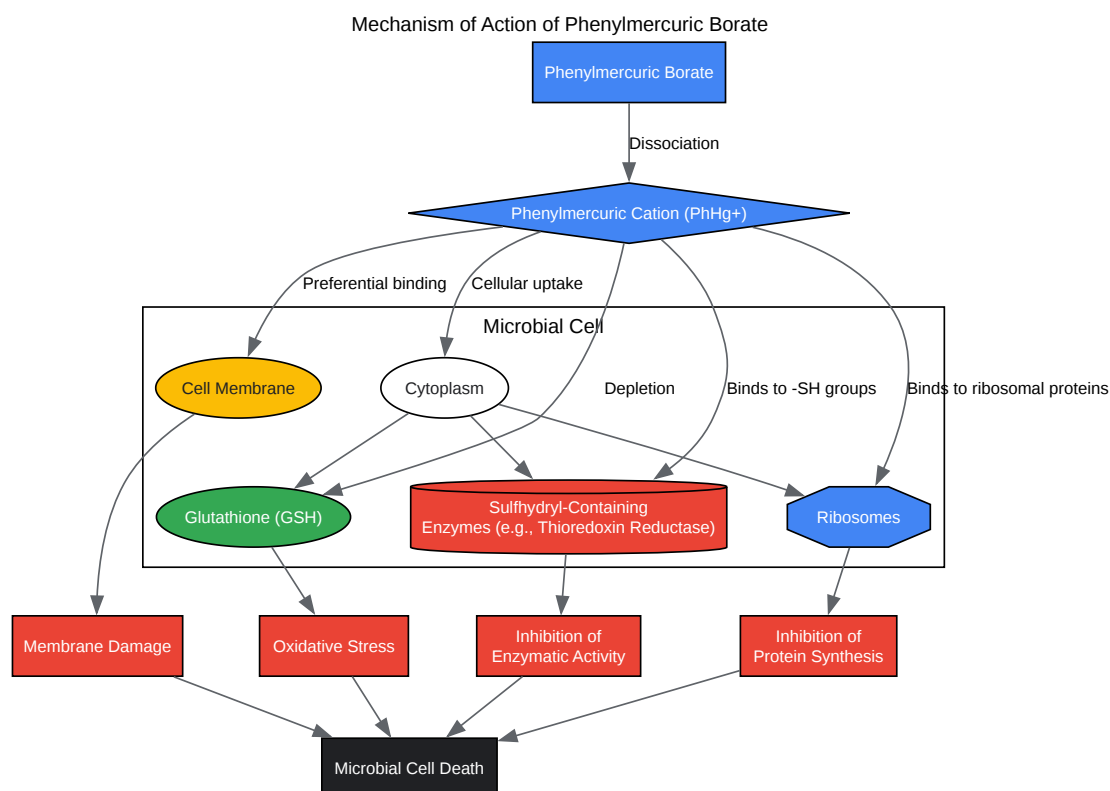 Mechanism of Action of Phenylmercuric Borate
Phenylmercuric Borate
Dissociation
Phenylmercuric Cation (PhHg+)
Preferential binding
Cellular uptake
Microbial Cell
Cell Membrane
Cytoplasm
Depletion
Binds to -SH groups
Binds to ribosomal proteins
Glutathione (GSH)
Sulfhydryl-Containing
Enzymes (e.g., Thioredoxin Reductase)
Ribosomes
Membrane Damage
Oxidative Stress
Inhibition of
Enzymatic Activity
Inhibition of
Protein Synthesis
Microbial Cell Death